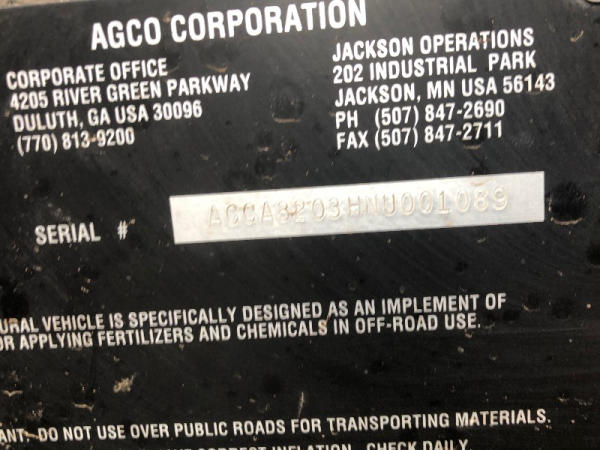 AGCO CORPORATION
CORPORATE OFFICE
4205 RIVER GREEN PARKWAY
DULUTH, GA USA 30096
(770) 813-9200
JACKSON OPERATIONS
202 INDUSTRIAL PARK
JACKSON, MN USA 56143
PH (507) 847-2690
FAX (507) 847-2711
SERIAL #
URAL VEHICLE IS SPECIFICALLY DESIGNED AS AN IMPLEMENT OF
OR APPLYING FERTILIZERS AND CHEMICALS IN OFF-ROAD USE.
ANT: DO NOT USE OVER PUBLIC ROADS FOR TRANSPORTING MATERIALS.
CORRECT INFLATION. CHECK DAILY.